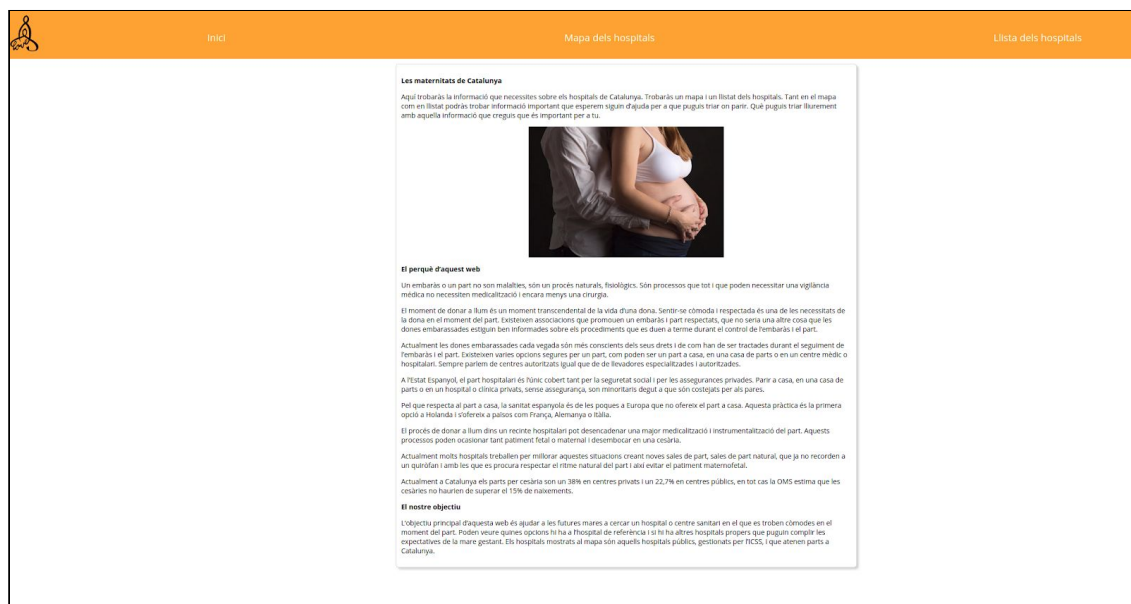 Inici
Mapa dels hospitals
Llista dels hospitals
Les maternitats de Catalunya
Aquí trobaràs la informació que necessites sobre els hospitals de Catalunya. Trobaràs un mapa i un llistat dels hospitals. Tant en el mapa
com en llistat podràs trobar informació important que esperem siguin d'ajuda per a que puguis triar on parir. Què puguis triar lliurement
amb aquella informació que creguis que és important per a tu.
El perquè d'aquest web
Un embaràs o un part no son malalties, són un procés naturals, fisiològics. Són processos que tot i que poden necessitar una vigilància
mèdica no necessiten medicalització i encara menys una cirurgia.
El moment de donar a llum és un moment transcendental de la vida d'una dona. Sentir-se còmoda i respectada és una de les necessitats de
la dona en el moment del part. Existeixen associacions que promouen un embaràs i part respectats, que no seria una altre cosa que les
dones embarassades estiguin ben informades sobre els procediments que es duen a terme durant el control de l'embaràs i el part.
Actualment les dones embarassades cada vegada són més conscients dels seus drets i de com han de ser tractades durant el seguiment de
l'embaràs i el part. Existeixen varies opcions segures per un part, com poden ser un part a casa, en una casa de parts o en un centre mèdic o
hospitalari. Sempre parlem de centres autoritzats igual que de de llevadores especialitzades i autoritzades.
A l'Estat Espanyol, el part hospitalari és l'únic cobert tant per la seguretat social i per les assegurances privades. Parir a casa, en una casa de
parts o en un hospital o clínica privats, sense assegurança, son minoritaris degut a que són costejats per als pares.
Pel que respecta al part a casa, la sanitat espanyola és de les poques a Europa que no ofereix el part a casa. Aquesta pràctica és la primera
opció a Holanda i s'ofereix a països com França, Alemanya o Itàlia.
El procés de donar a llum dins un recinte hospitalari pot desencadenar una major medicalització i instrumentalització del part. Aquests
processos poden ocasionar tant patiment fetal o maternal i desembocar en una cesària.
Actualment molts hospitals treballen per millorar aquestes situacions creant noves sales de part, sales de part natural, que ja no recorden a
un quiròfan i amb les que es procura respectar el ritme natural del part i així evitar el patiment maternofetal.
Actualment a Catalunya els parts per cesària son un 38% en centres privats i un 22,7% en centres públics, en tot cas la OMS estima que les
cesàries no haurien de superar el 15% de naixements.
El nostre objectiu
L'objectiu principal d'aquesta web és ajudar a les futures mares a cercar un hospital o centre sanitari en el que es troben còmodes en el
moment del part. Poden veure quines opcions hi ha a l'hospital de referència i si hi ha altres hospitals propers que puguin complir les
expectatives de la mare gestant. Els hospitals mostrats al mapa són aquells hospitals públics, gestionats per l'ICSS, i que atenen parts a
Catalunya.